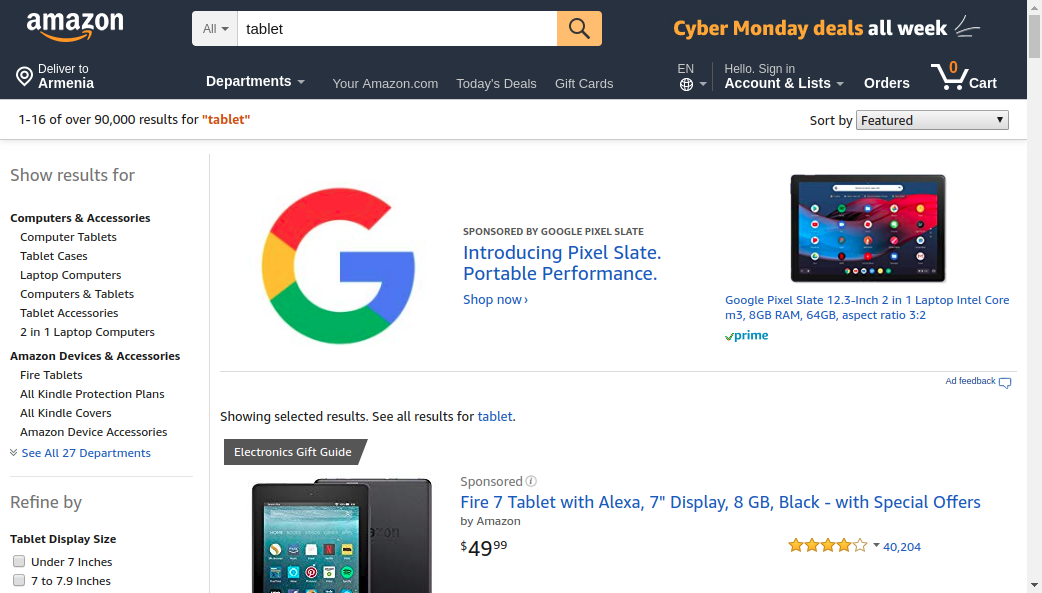 amazon
All
tablet
Cyber Monday deals all week
Deliver to
Armenia
Departments
Your Amazon.com
Today's Deals
Gift Cards
EN
Hello. Sign in
Account & Lists
Orders
0
Cart
1-16 of over 90,000 results for "tablet"
Sort by
Featured
Show results for
Computers & Accessories
Computer Tablets
Tablet Cases
Laptop Computers
Computers & Tablets
Tablet Accessories
2 in 1 Laptop Computers
Amazon Devices & Accessories
Fire Tablets
All Kindle Protection Plans
All Kindle Covers
Amazon Device Accessories
See All 27 Departments
Refine by
Tablet Display Size
Under 7 Inches
7 to 7.9 Inches
SPONSORED BY GOOGLE PIXEL SLATE
Introducing Pixel Slate.
Portable Performance.
Shop now ›
Google Pixel Slate 12.3-Inch 2 in 1 Laptop Intel Core
m3, 8GB RAM, 64GB, aspect ratio 3:2
prime
Ad feedback
Showing selected results. See all results for tablet.
Electronics Gift Guide
Sponsored
Fire 7 Tablet with Alexa, 7" Display, 8 GB, Black - with Special Offers
by Amazon
$49 99
40,204